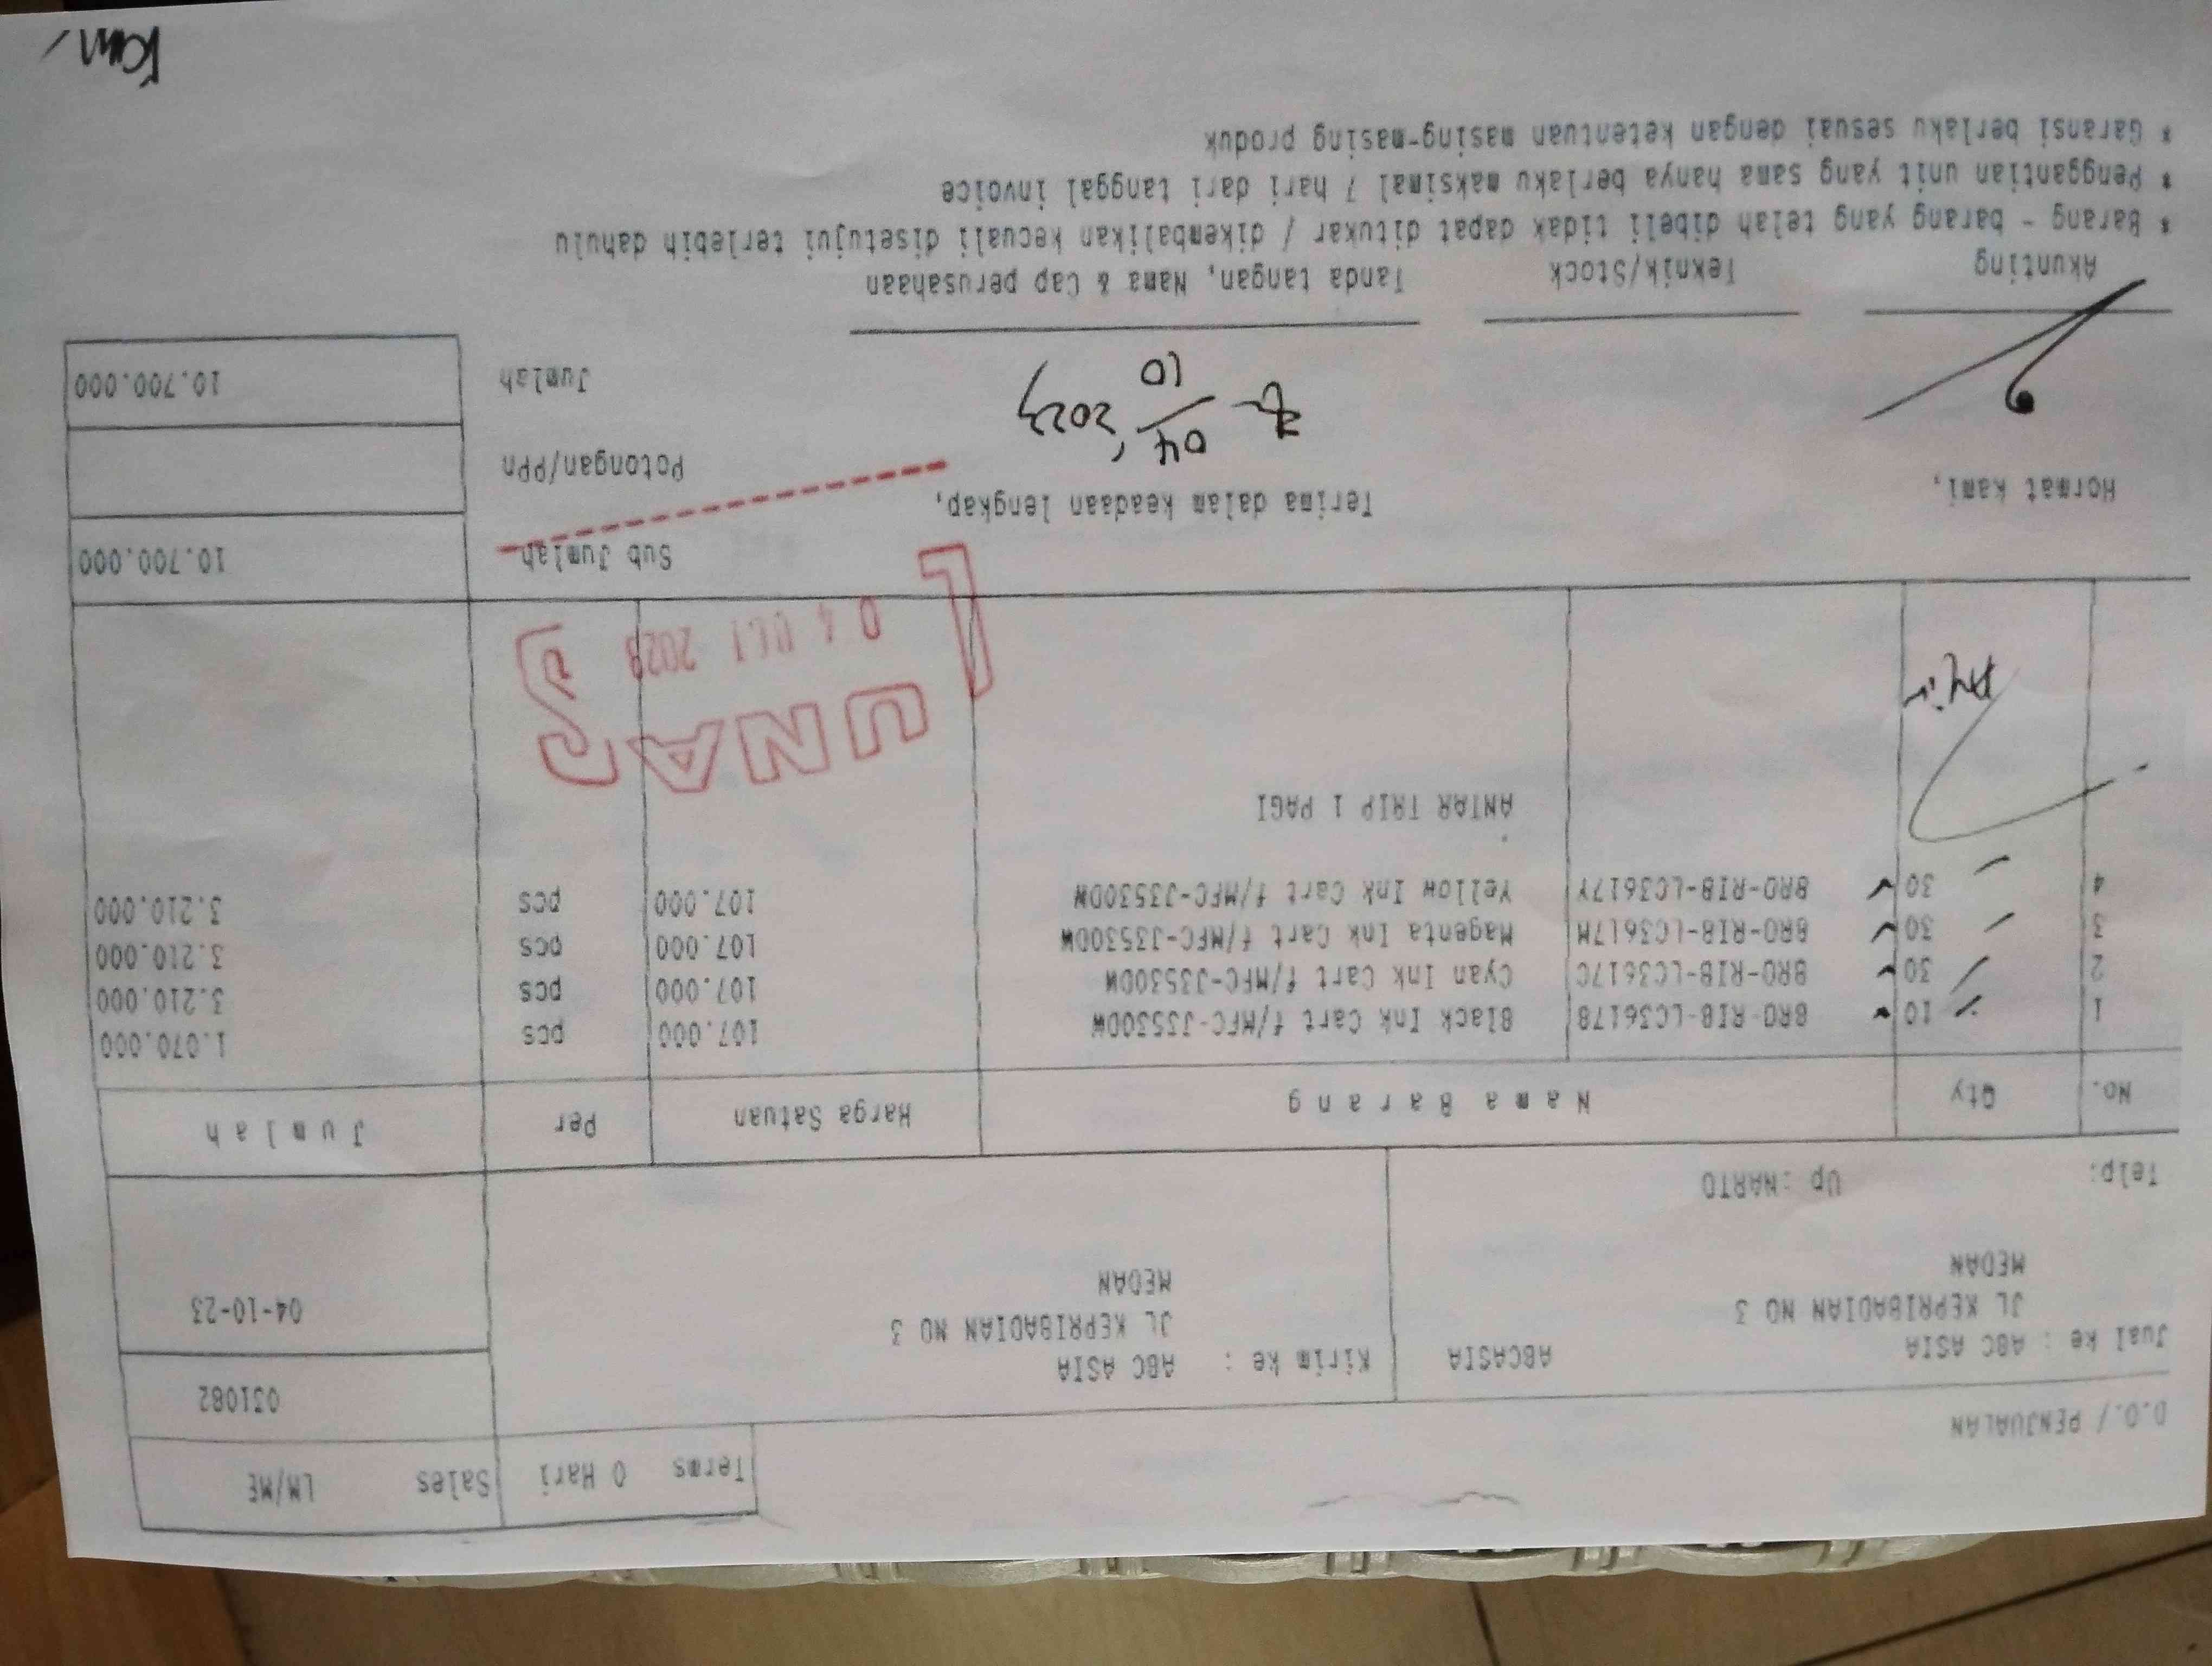 Terms 0 Hari Sales LM/ME
D.O./ PENJUALAN
031082
Jual ke : ABC ASIA ABCASIA
JL KEPRIBADIAN NO 3
MEDAN
Kirim ke : ABC ASIA
JL KEPRIBADIAN NO 3
MEDAN
04-10-23
Telp: Up :NARTO
No. Qty Nama Barang Harga Satuan Per Jumlah
1 10 BRO-RIB-LC3617B Black Ink Cart f/MFC-J3530DW 107.000 pcs 1.070.000
2 30 BRO-RIB-LC3617C Cyan Ink Cart f/MFC-J3530DW 107.000 pcs 3.210.000
3 30 BRO-RIB-LC3617M Magenta Ink Cart f/MFC-J3530DW 107.000 pcs 3.210.000
4 30 BRO-RIB-LC3617Y Yellow Ink Cart f/MFC-J3530DW 107.000 pcs 3.210.000
ANTAR TRIP 1 PAGI
LUNAS
04 OCT 2023
Sub Jumlah 10.700.000
Hormat kami, Terima dalam keadaan lengkap,
Potongan/PPn
04/10 2023
Jumlah 10.700.000
Akunting Teknik/Stock Tanda tangan, Nama & Cap perusahaan
* Barang - barang yang telah dibeli tidak dapat ditukar / dikembalikan kecuali disetujui terlebih dahulu
* Penggantian unit yang sama hanya berlaku maksimal 7 hari dari tanggal invoice
* Garansi berlaku sesuai dengan ketentuan masing-masing produk